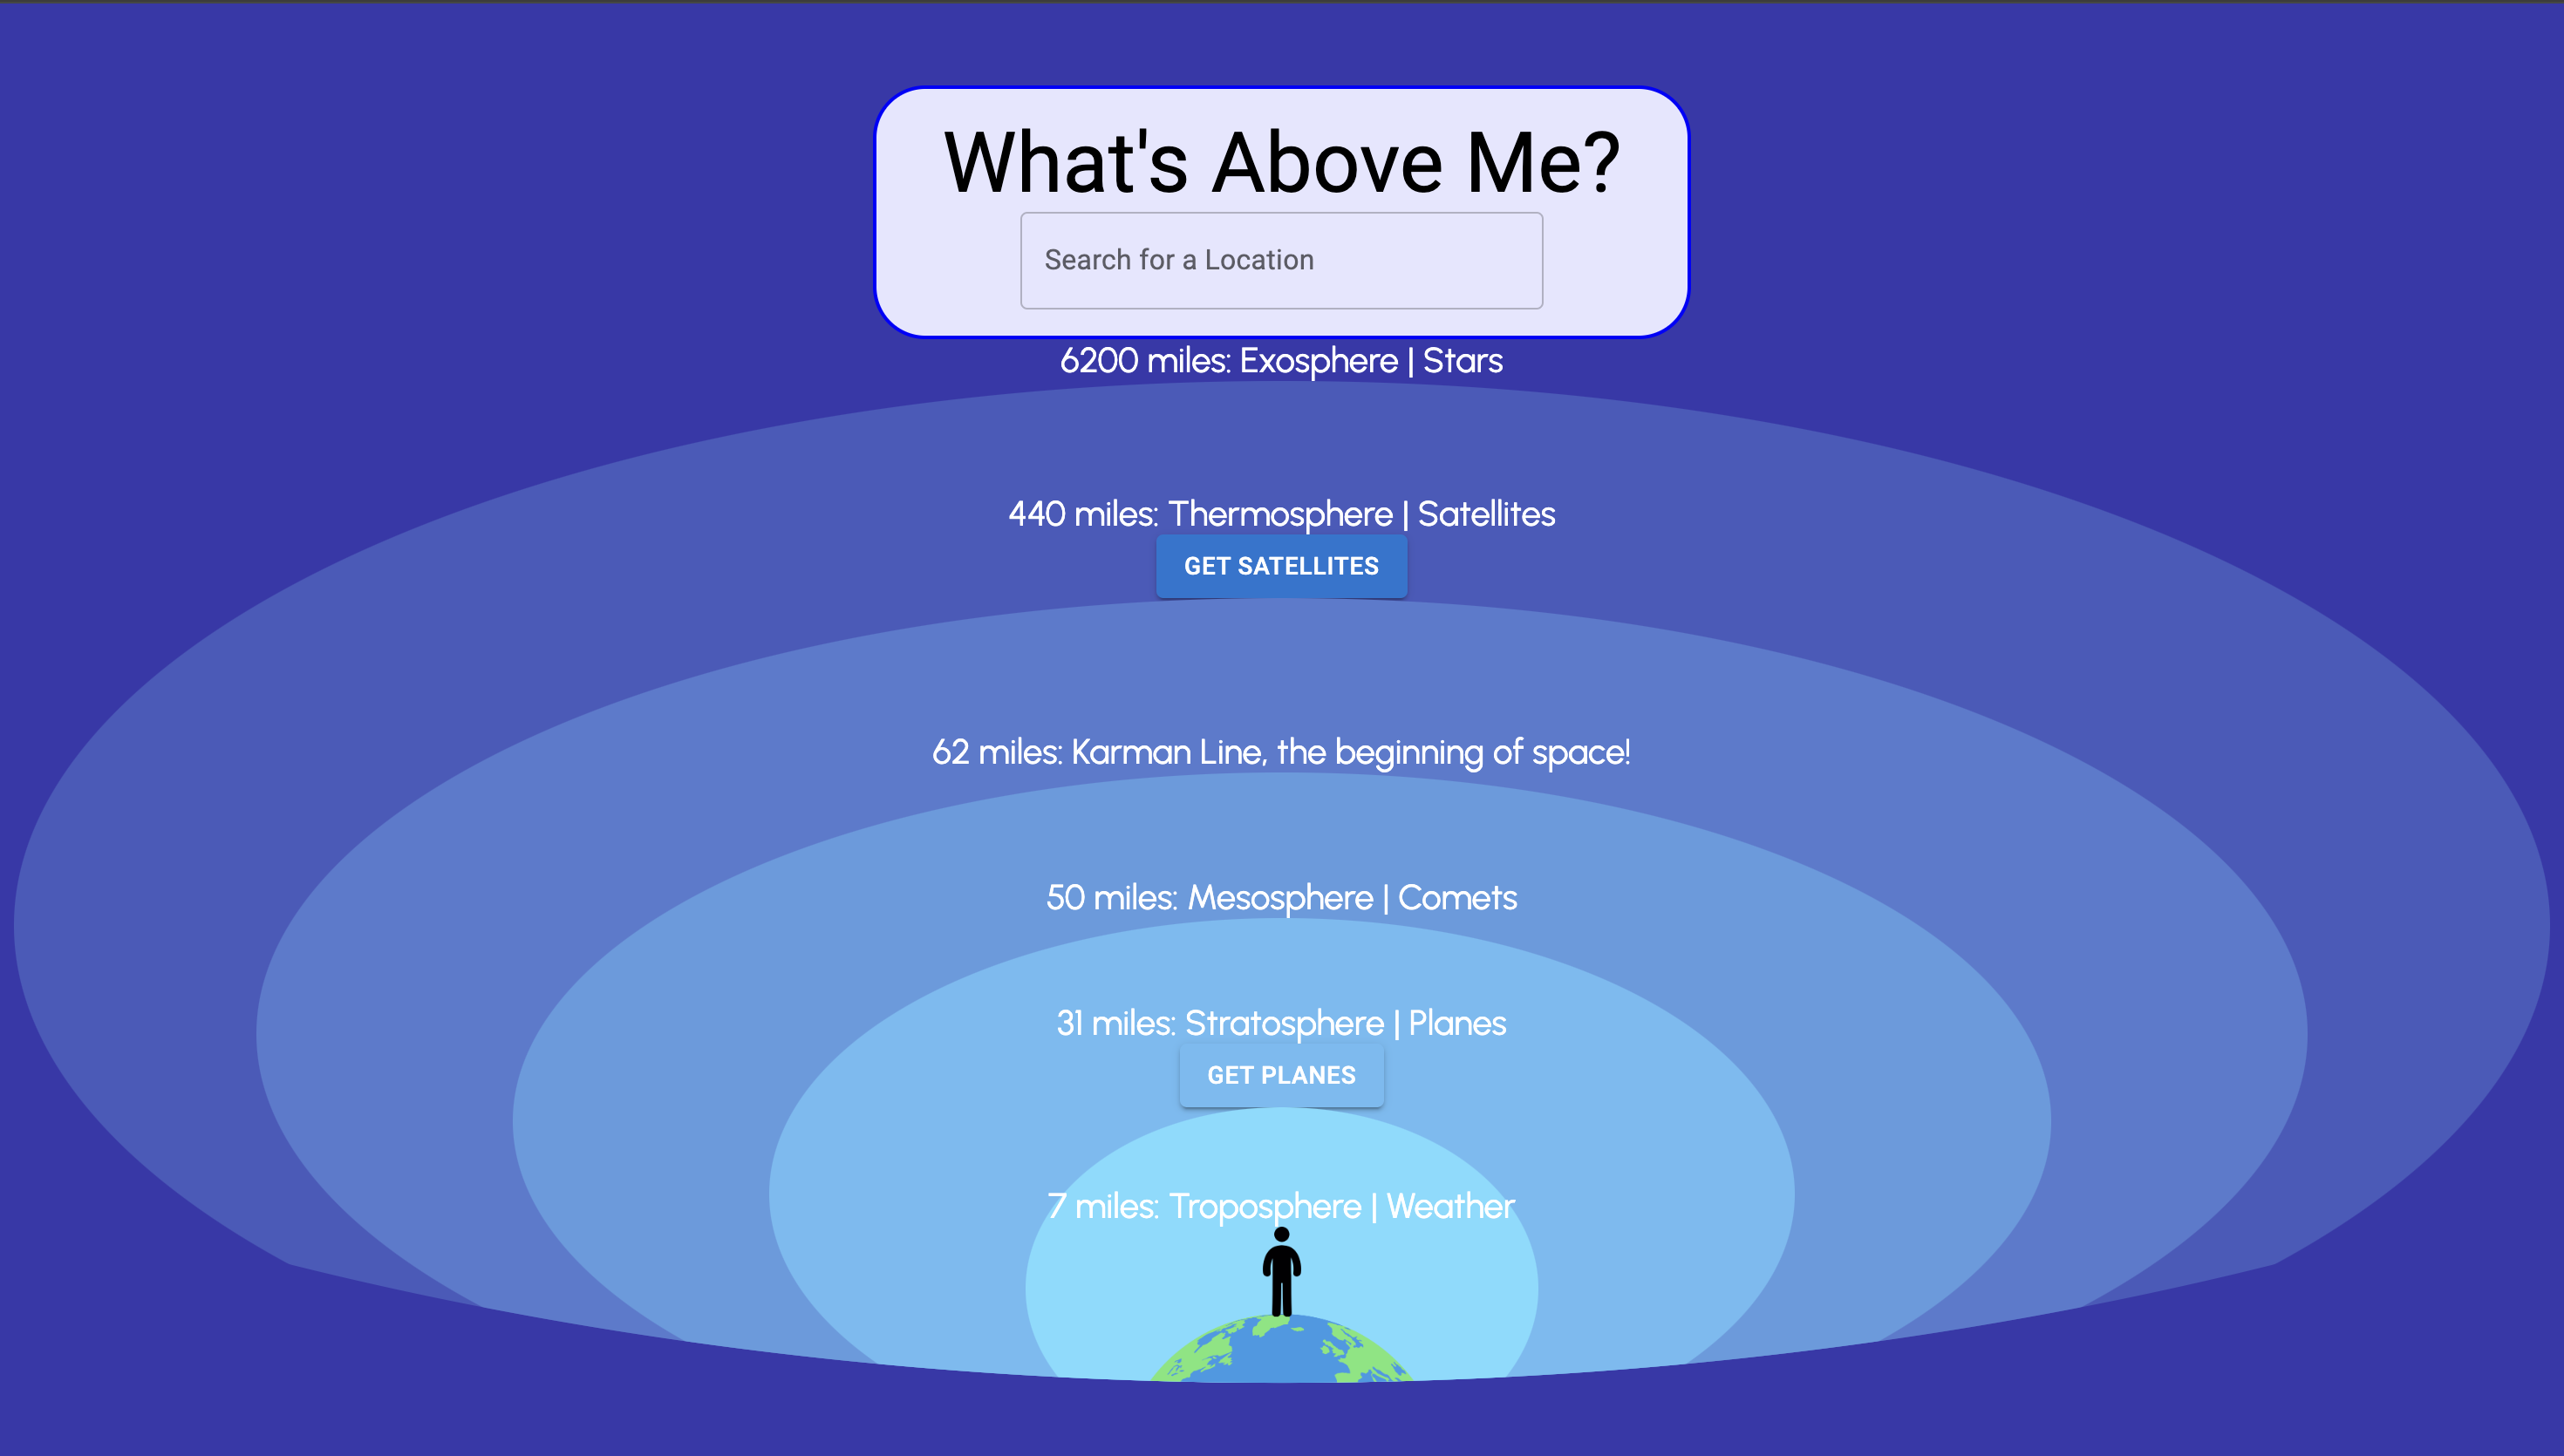 What's Above Me?
Search for a Location
6200 miles: Exosphere | Stars
440 miles: Thermosphere | Satellites
GET SATELLITES
62 miles: Karman Line, the beginning of space!
50 miles: Mesosphere | Comets
31 miles: Stratosphere | Planes
GET PLANES
7 miles: Troposphere | Weather